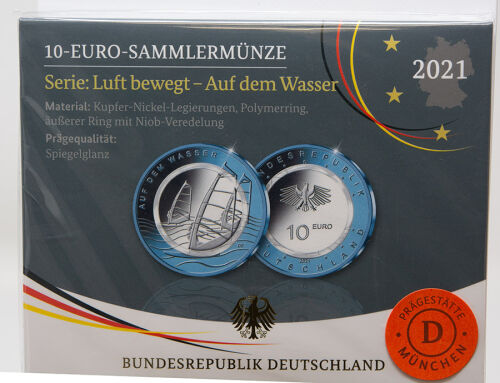 10-EURO-SAMMLERMÜNZE
Serie: Luft bewegt – Auf dem Wasser
2021
Material: Kupfer-Nickel-Legierungen, Polymerring,
äußerer Ring mit Niob-Veredelung
Prägequalität:
Spiegelglanz
AUF DEM WASSER
BUNDESREPUBLIK
DEUTSCHLAND
10 EURO
2021
PRÄGESTÄTTE
D
MÜNCHEN
BUNDESREPUBLIK DEUTSCHLAND